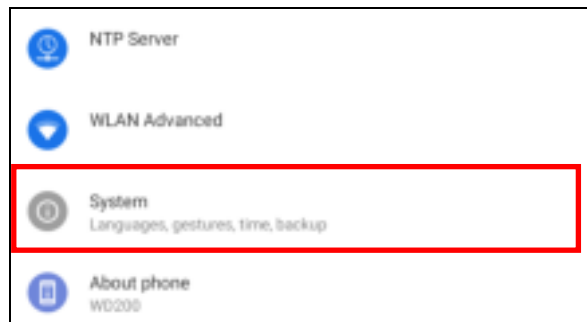 NTP Server
WLAN Advanced
System
Languages, gestures, time, backup
About phone
WD200